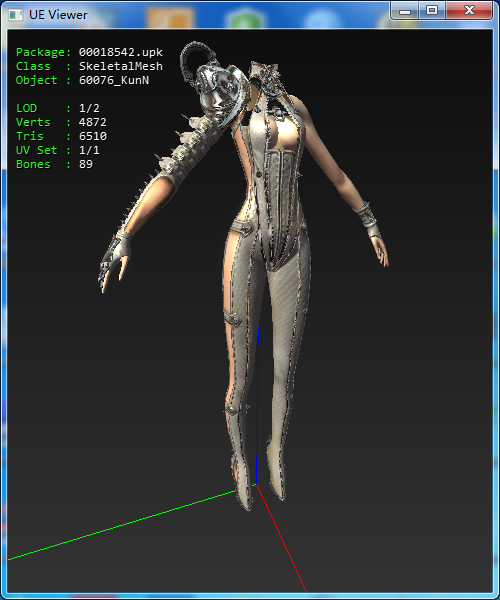 UE Viewer
Package: 00018542.upk
Class : SkeletalMesh
Object : 60076_KunN
LOD : 1/2
Verts : 4872
Tris : 6510
UV Set : 1/1
Bones : 89